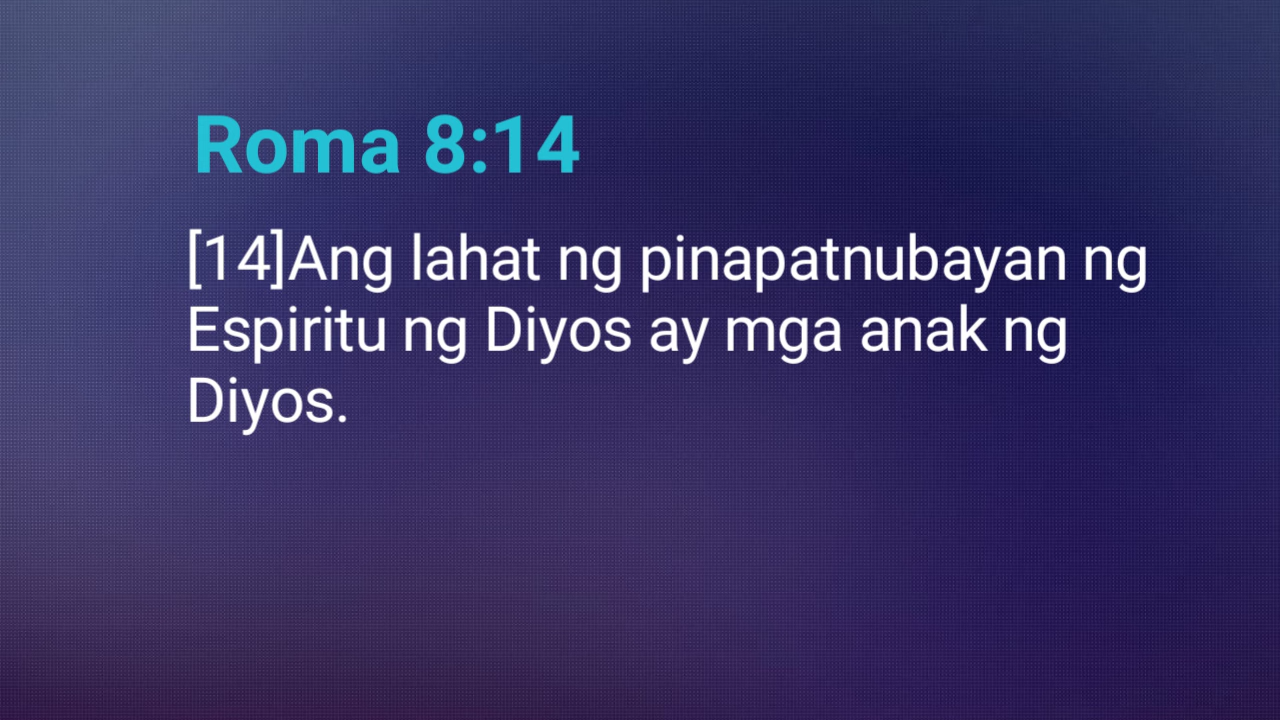 Roma 8:14
[14]Ang lahat ng pinapatnubayan ng
Espiritu ng Diyos ay mga anak ng
Diyos.